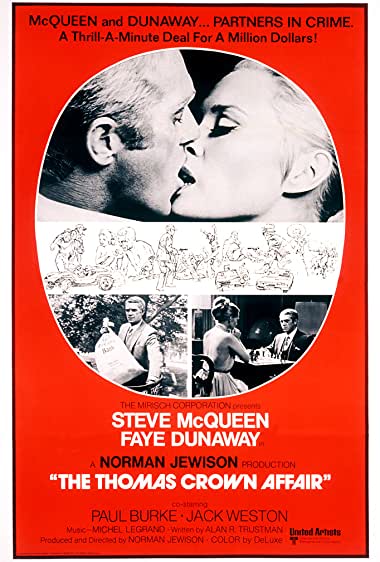 McQUEEN and DUNAWAY... PARTNERS IN CRIME.
A Thrill-A-Minute Deal For A Million Dollars!
THE MIRISCH CORPORATION presents
STEVE McQUEEN
FAYE DUNAWAY in
A NORMAN JEWISON PRODUCTION
"THE THOMAS CROWN AFFAIR"
co-starring
PAUL BURKE · JACK WESTON
Music—MICHEL LEGRAND · Written by ALAN R. TRUSTMAN
Produced and Directed by NORMAN JEWISON · COLOR by DeLuxe
United Artists